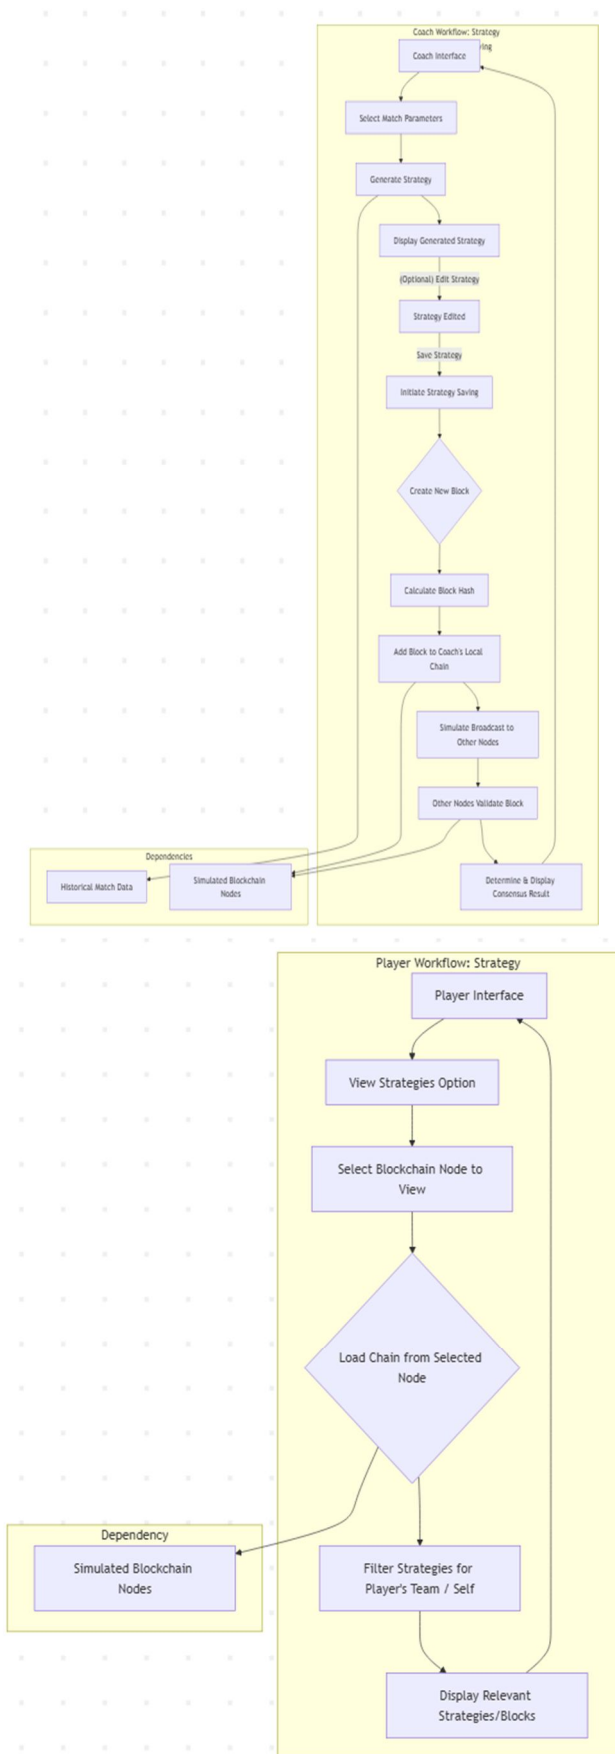 Coach Workflow: Strategy
ving
Coach Interface
Select Match Parameters
Generate Strategy
Display Generated Strategy
(Optional) Edit Strategy
Strategy Edited
Save Strategy
Initiate Strategy Saving
Create New Block
Calculate Block Hash
Add Block to Coach's Local
Chain
Simulate Broadcast to
Other Nodes
Other Nodes Validate Block
Dependencies
Historical Match Data
Simulated Blockchain
Nodes
Determine & Display
Consensus Result
Player Workflow: Strategy
Player Interface
View Strategies Option
Select Blockchain Node to
View
Load Chain from Selected
Node
Dependency
Simulated Blockchain
Nodes
Filter Strategies for
Player's Team / Self
Display Relevant
Strategies/Blocks